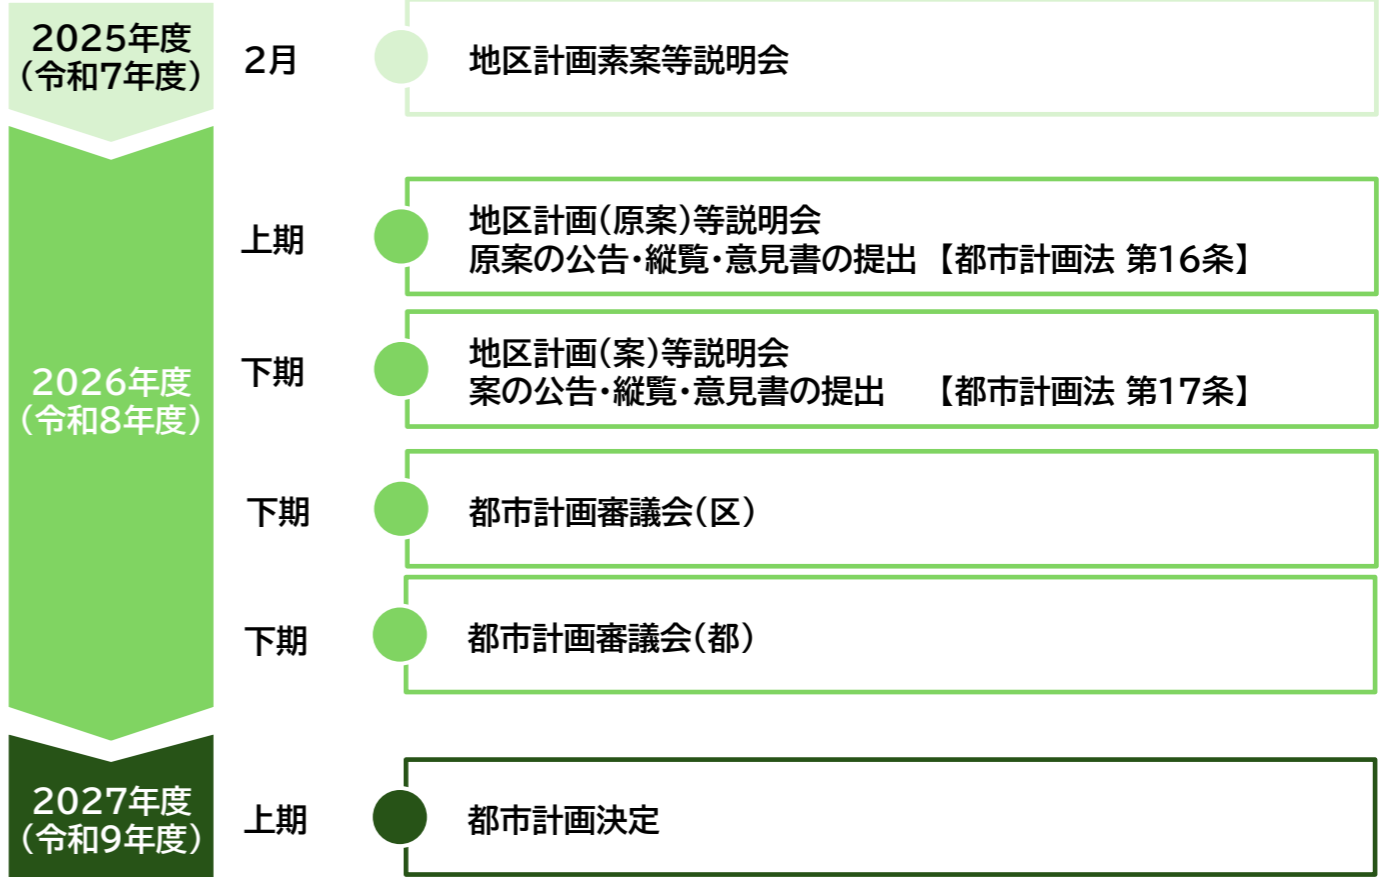 2025年度
(令和7年度)
2月
地区計画素案等説明会
2026年度
(令和8年度)
上期
地区計画(原案)等説明会
原案の公告・縦覧・意見書の提出 【都市計画法 第16条】
下期
地区計画(案)等説明会
案の公告・縦覧・意見書の提出 【都市計画法 第17条】
下期
都市計画審議会(区)
下期
都市計画審議会(都)
2027年度
(令和9年度)
上期
都市計画決定